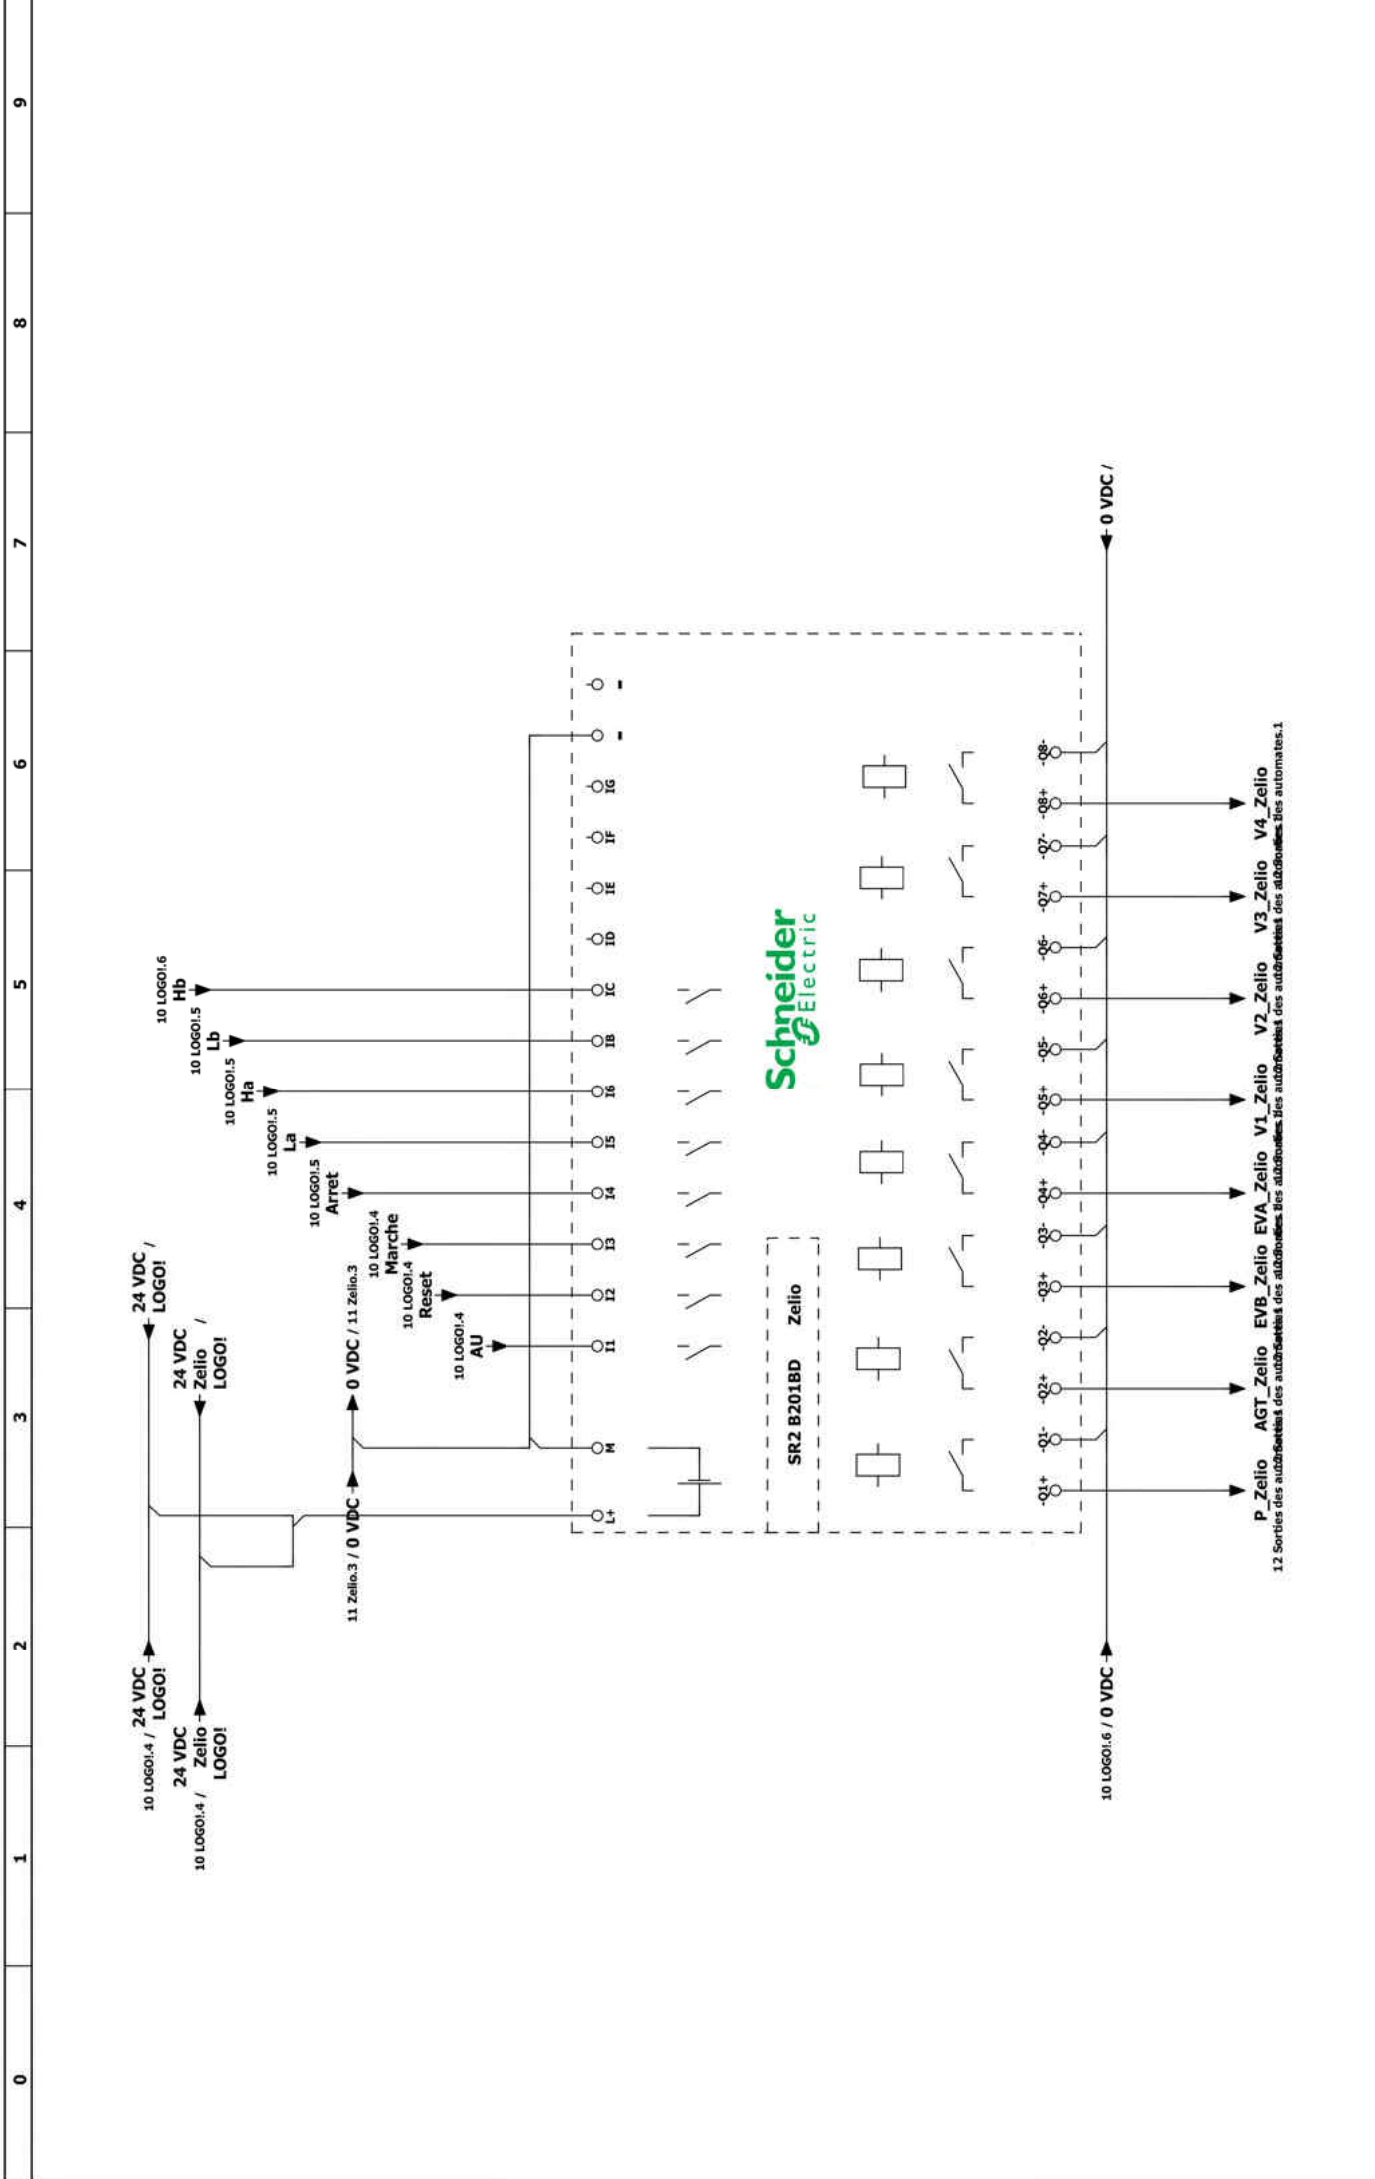 0
1
2
3
4
5
6
7
8
9
10 LOGO!.4 / 24 VDC
LOGO!
24 VDC /
LOGO!
24 VDC
10 LOGO!.4 / Zelio
LOGO!
24 VDC
Zelio /
LOGO!
10 LOGO!.6
Hb
10 LOGO!.5
Lb
10 LOGO!.5
Ha
10 LOGO!.5
La
10 LOGO!.5
Arret
10 LOGO!.4
Marche
10 LOGO!.4
Reset
10 LOGO!.4
AU
11 Zelio.3 / 0 VDC
0 VDC / 11 Zelio.3
L+ M I1 I2 I3 I4 I5 I6 IB IC ID IE IF IG - -
SR2 B201BD Zelio
Schneider
Electric
-Q1+ -Q1- -Q2+ -Q2- -Q3+ -Q3- -Q4+ -Q4- -Q5+ -Q5- -Q6+ -Q6- -Q7+ -Q7- -Q8+ -Q8-
10 LOGO!.6 / 0 VDC
0 VDC /
P_Zelio AGT_Zelio EVB_Zelio EVA_Zelio V1_Zelio V2_Zelio V3_Zelio V4_Zelio
12 Sorties des automates.1